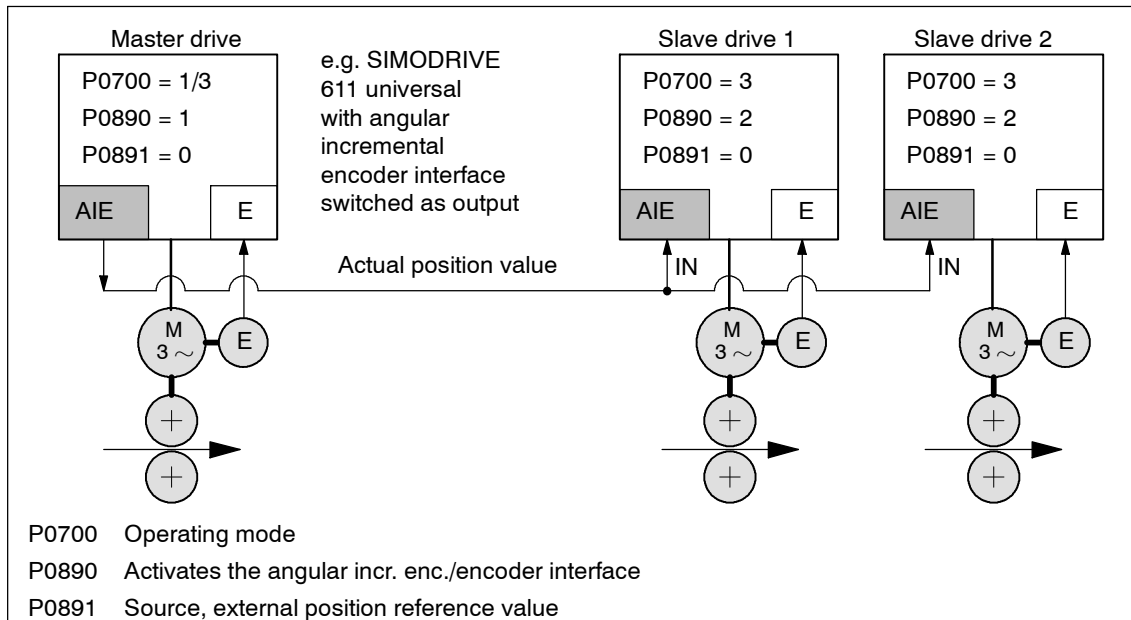 Master drive
P0700 = 1/3
P0890 = 1
P0891 = 0
AIE
E
e.g. SIMODRIVE
611 universal
with angular
incremental
encoder interface
switched as output
Slave drive 1
P0700 = 3
P0890 = 2
P0891 = 0
AIE
E
Slave drive 2
P0700 = 3
P0890 = 2
P0891 = 0
AIE
E
Actual position value
IN
IN
M
3 ~
E
M
3 ~
E
M
3 ~
E
+
+
+
+
+
+
P0700 Operating mode
P0890 Activates the angular incr. enc./encoder interface
P0891 Source, external position reference value